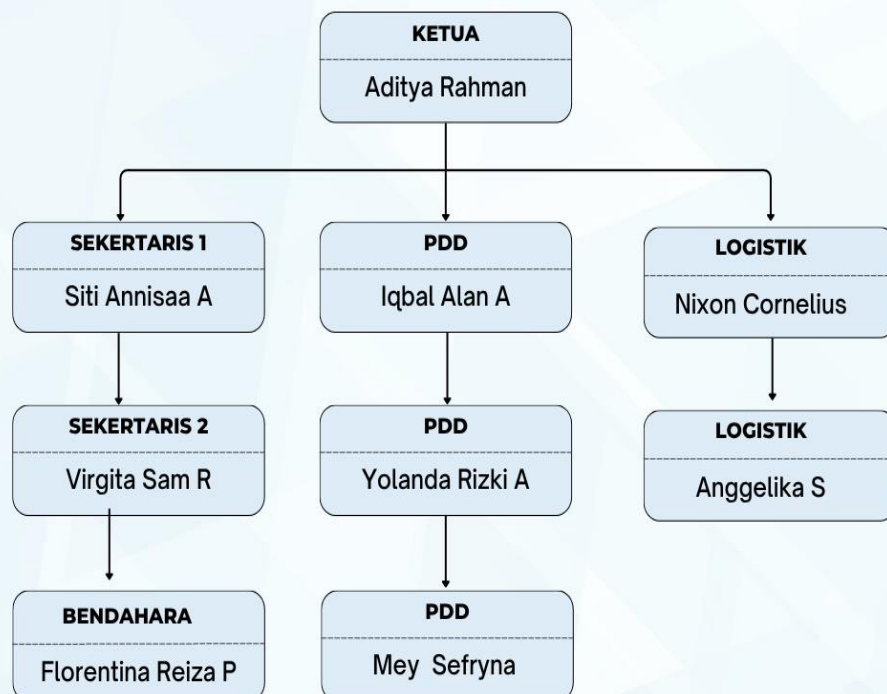 KETUA
Aditya Rahman
SEKERTARIS 1
Siti Annisaa A
PDD
Iqbal Alan A
LOGISTIK
Nixon Cornelius
SEKERTARIS 2
Virgita Sam R
PDD
Yolanda Rizki A
LOGISTIK
Anggelika S
BENDAHARA
Florentina Reiza P
PDD
Mey Sefryna